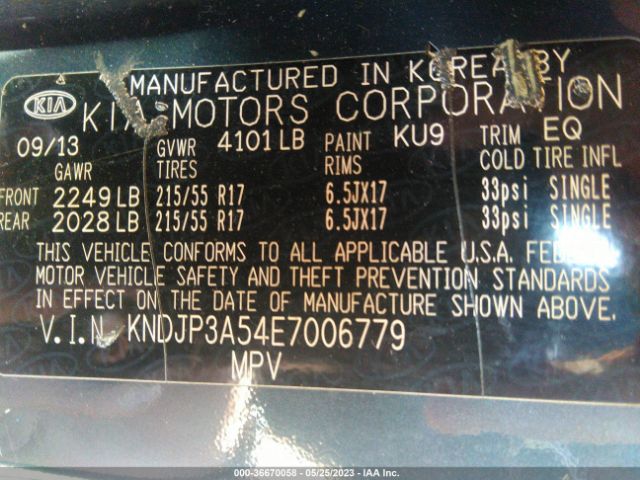 MANUFACTURED IN KOREA BY
KIA KIA MOTORS CORPORATION
09/13 GVWR 4101 LB PAINT KU9 TRIM EQ
GAWR TIRES RIMS COLD TIRE INFL
FRONT 2249 LB 215/55 R17 6.5JX17 33psi SINGLE
REAR 2028 LB 215/55 R17 6.5JX17 33psi SINGLE
THIS VEHICLE CONFORMS TO ALL APPLICABLE U.S.A. FEDERAL
MOTOR VEHICLE SAFETY AND THEFT PREVENTION STANDARDS
IN EFFECT ON THE DATE OF MANUFACTURE SHOWN ABOVE.
V.I.N KNDJP3A54E7006779
MPV
© - 36670058 - 05/25/2023 - IAA Inc.